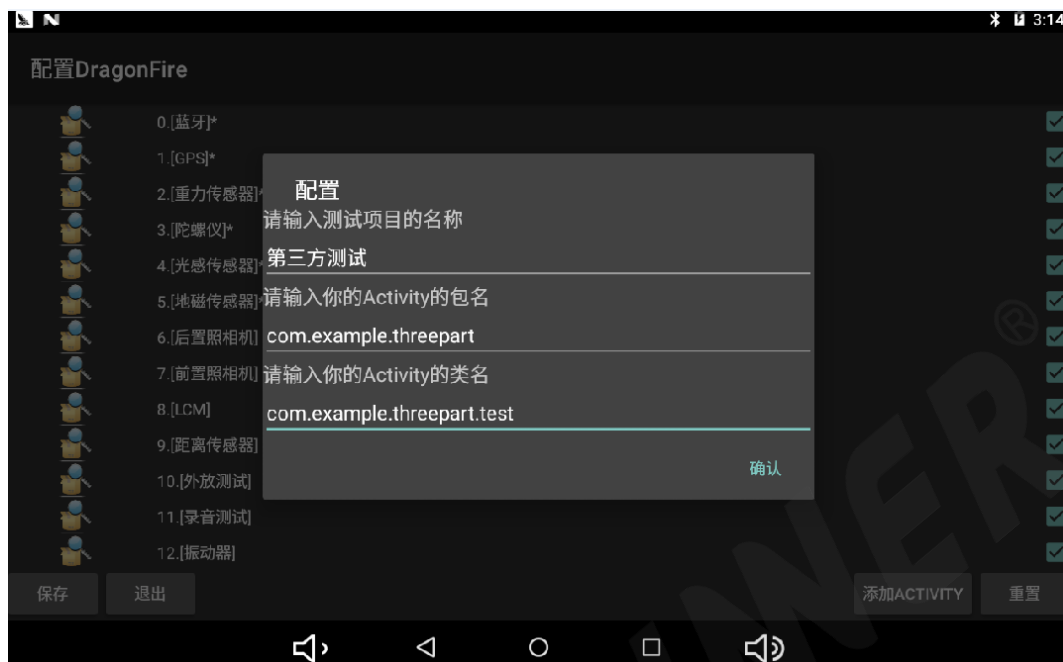 3:14
配置DragonFire
0.[蓝牙]*
1.[GPS]*
2.[重力传感器]*
3.[陀螺仪]*
4.[光感传感器]*
5.[地磁传感器]*
6.[后置照相机]
7.[前置照相机]
8.[LCM]
9.[距离传感器]
10.[外放测试]
11.[录音测试]
12.[振动器]
配置
请输入测试项目的名称
第三方测试
请输入你的Activity的包名
com.example.threepart
请输入你的Activity的类名
com.example.threepart.test
确认
保存 退出 添加ACTIVITY 重置